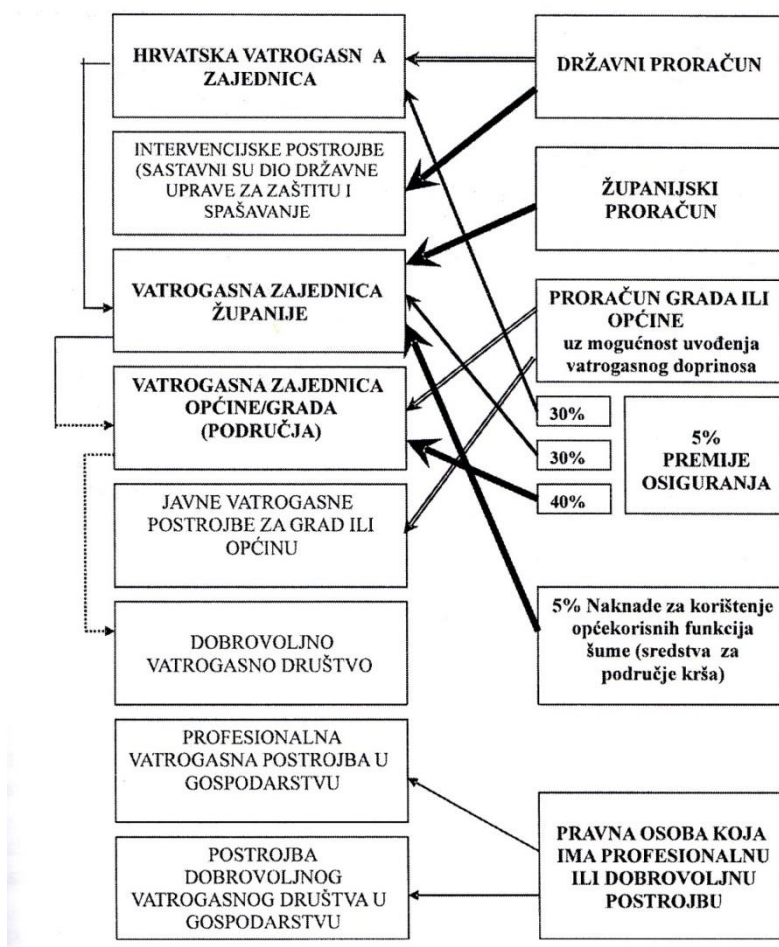 HRVATSKA VATROGASN A
ZAJEDNICA
INTERVENCIJSKE POSTROJBE
(SASTAVNI SU DIO DRŽAVNE
UPRAVE ZA ZAŠTITU I
SPAŠAVANJE
VATROGASNA ZAJEDNICA
ŽUPANIJE
VATROGASNA ZAJEDNICA
OPĆINE/GRADA
(PODRUČJA)
JAVNE VATROGASNE
POSTROJBE ZA GRAD ILI
OPĆINU
DOBROVOLJNO
VATROGASNO DRUŠTVO
PROFESIONALNA
VATROGASNA POSTROJBA U
GOSPODARSTVU
POSTROJBA
DOBROVOLJNOG
VATROGASNOG DRUŠTVA U
GOSPODARSTVU
DRŽAVNI PRORAČUN
ŽUPANIJSKI
PRORAČUN
PRORAČUN GRADA ILI
OPĆINE
uz mogućnost uvođenja
vatrogasnog doprinosa
30%
30%
40%
5%
PREMIJE
OSIGURANJA
5% Naknade za korištenje
općekorisnih funkcija
šume (sredstva za
područje krša)
PRAVNA OSOBA KOJA
IMA PROFESIONALNU
ILI DOBROVOLJNU
POSTROJBU